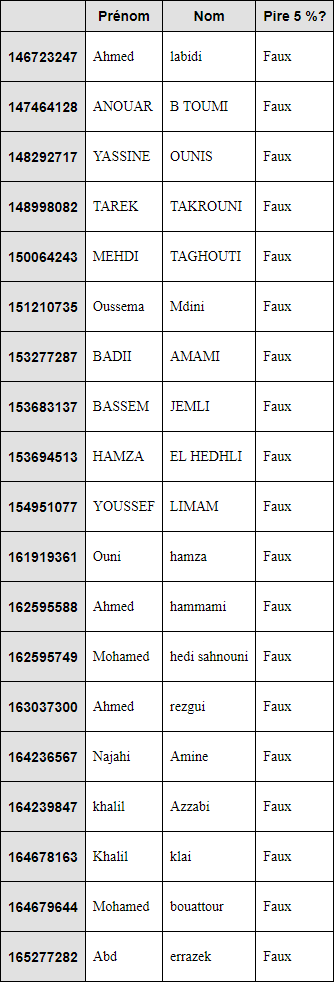 Prénom Nom Pire 5 %?
146723247 Ahmed labidi Faux
147464128 ANOUAR B TOUMI Faux
148292717 YASSINE OUNIS Faux
148998082 TAREK TAKROUNI Faux
150064243 MEHDI TAGHOUTI Faux
151210735 Oussema Mdini Faux
153277287 BADII AMAMI Faux
153683137 BASSEM JEMLI Faux
153694513 HAMZA EL HEDHLI Faux
154951077 YOUSSEF LIMAM Faux
161919361 Ouni hamza Faux
162595588 Ahmed hammami Faux
162595749 Mohamed hedi sahnouni Faux
163037300 Ahmed rezgui Faux
164236567 Najahi Amine Faux
164239847 khalil Azzabi Faux
164678163 Khalil klai Faux
164679644 Mohamed bouattour Faux
165277282 Abd errazek Faux